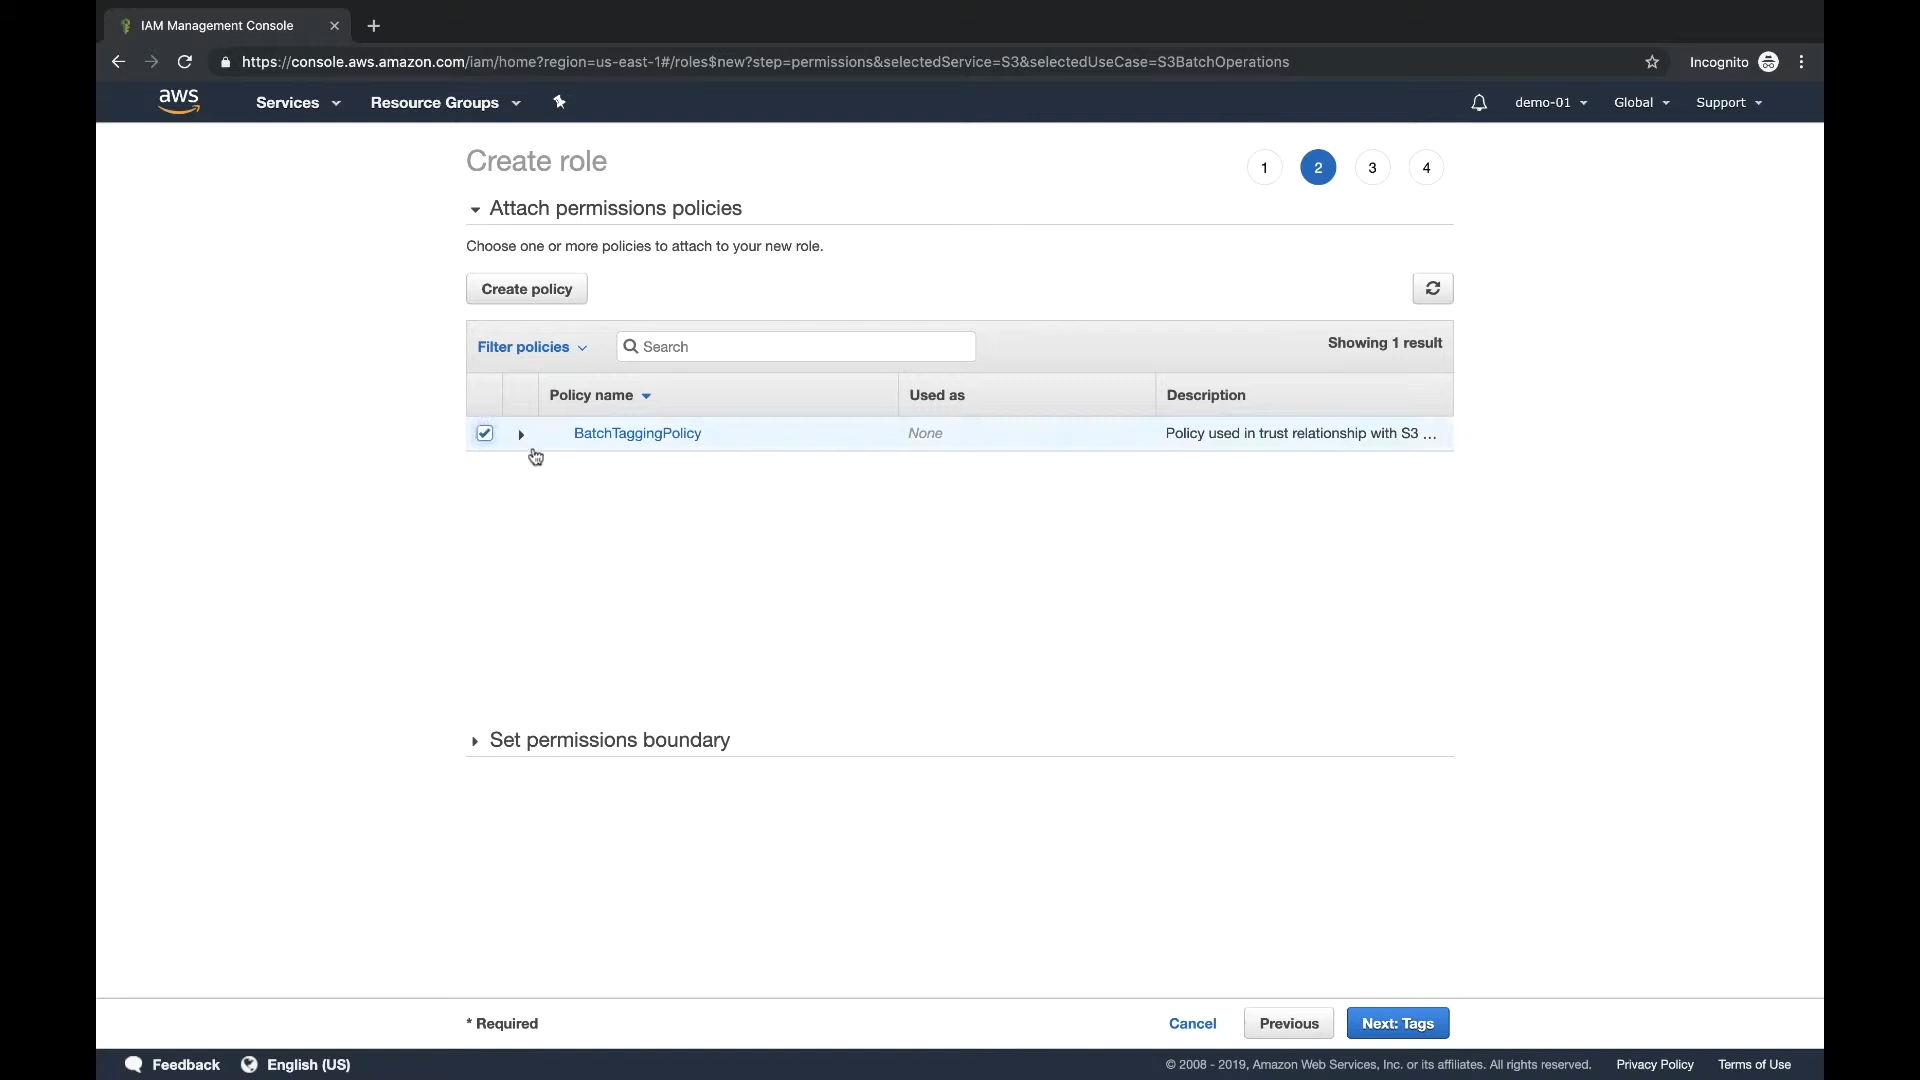 IAM Management Console
https://console.aws.amazon.com/iam/home?region=us-east-1#/roles$new?step=permissions&selectedService=S3&selectedUseCase=S3BatchOperations
Incognito
aws
Services
Resource Groups
demo-01
Global
Support
Create role
1
2
3
4
Attach permissions policies
Choose one or more policies to attach to your new role.
Create policy
Filter policies
Search
Showing 1 result
Policy name
Used as
Description
BatchTaggingPolicy
None
Policy used in trust relationship with S3 ...
Set permissions boundary
* Required
Cancel
Previous
Next: Tags
Feedback
English (US)
© 2008 - 2019, Amazon Web Services, Inc. or its affiliates. All rights reserved.
Privacy Policy
Terms of Use